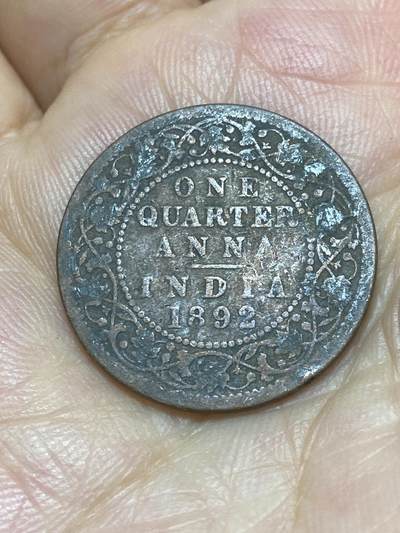 ONE
QUARTER
ANNA
INDIA
1892